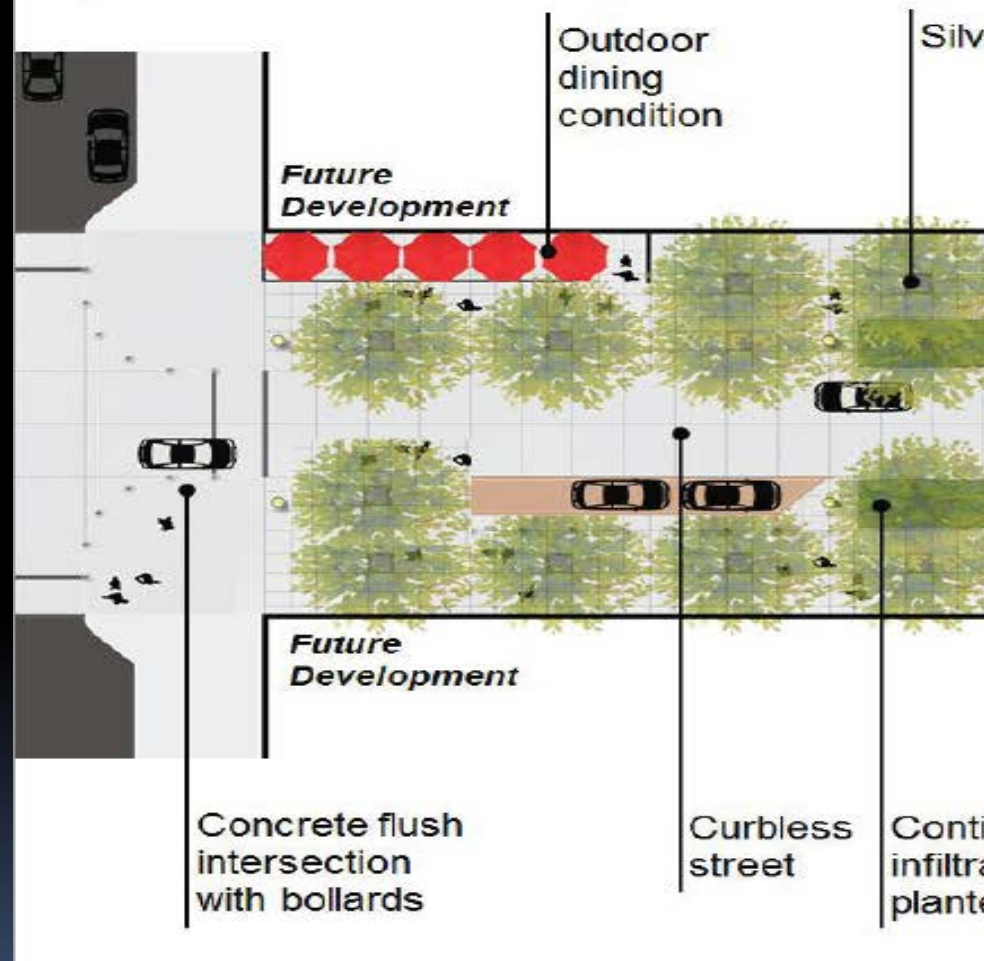 Outdoor
dining
condition
Future
Development
Future
Development
Concrete flush
intersection
with bollards
Curbless
street